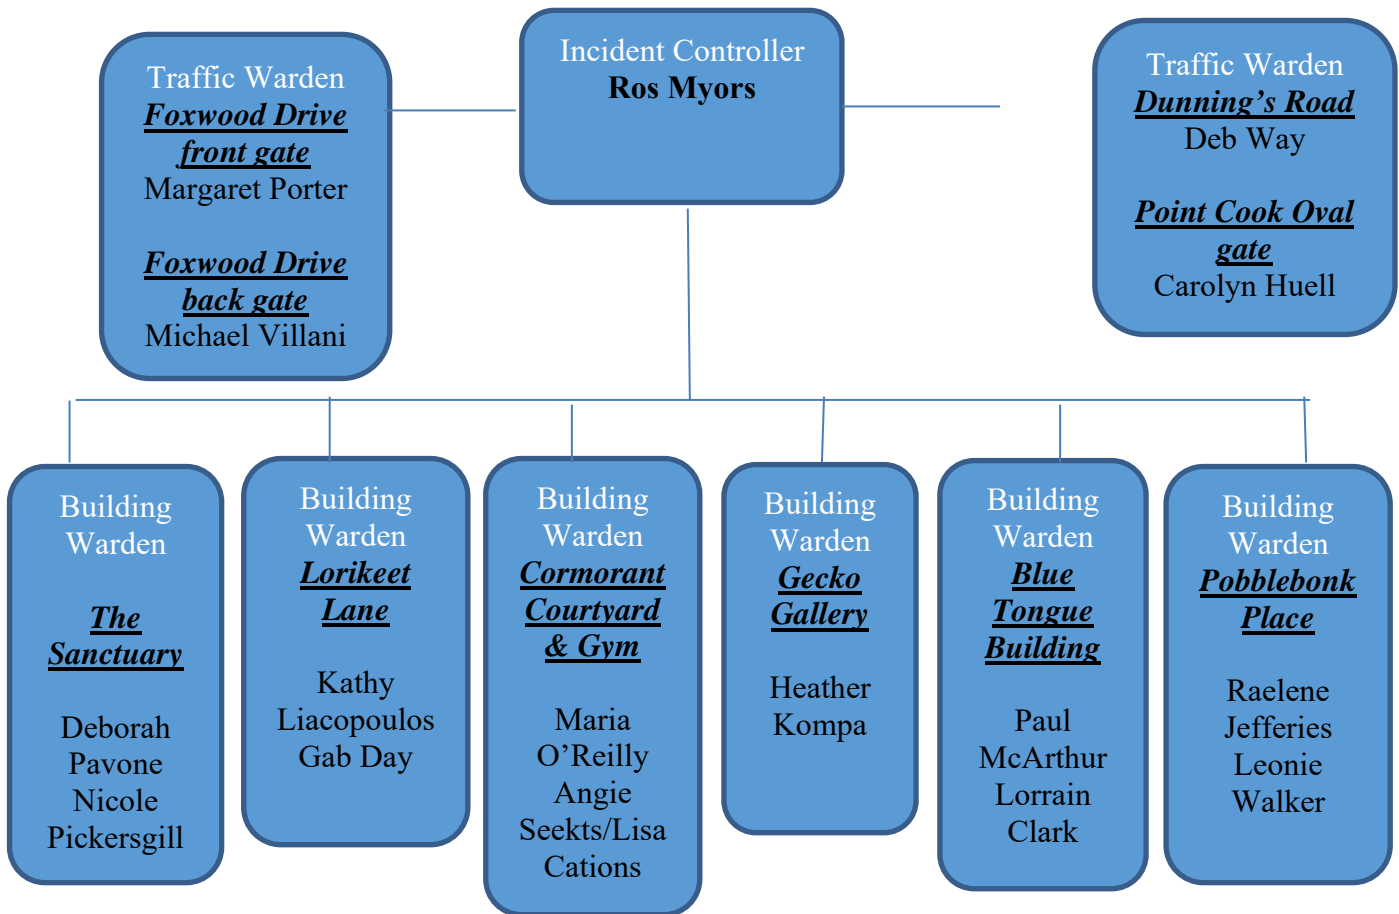 Traffic Warden
Foxwood Drive
front gate
Margaret Porter
Foxwood Drive
back gate
Michael Villani
Incident Controller
Ros Myors
Traffic Warden
Dunning’s Road
Deb Way
Point Cook Oval
gate
Carolyn Huell
Building
Warden
The
Sanctuary
Deborah
Pavone
Nicole
Pickersgill
Building
Warden
Lorikeet
Lane
Kathy
Liacopoulos
Gab Day
Building
Warden
Cormorant
Courtyard
& Gym
Maria
O’Reilly
Angie
Seekts/Lisa
Cations
Building
Warden
Gecko
Gallery
Heather
Kompa
Building
Warden
Blue
Tongue
Building
Paul
McArthur
Lorrain
Clark
Building
Warden
Pobblebonk
Place
Raelene
Jefferies
Leonie
Walker